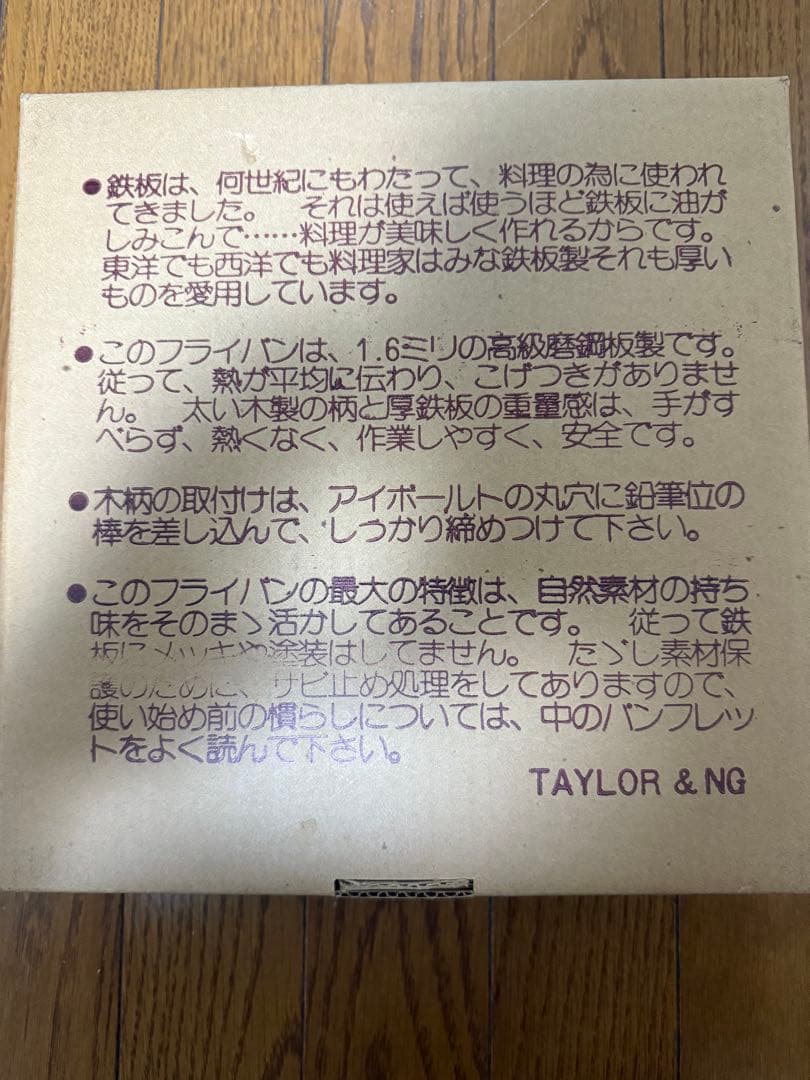 ●鉄板は、何世紀にもわたって、料理の為に使われ
てきました。　それは使えば使うほど鉄板に油が
しみこんで……料理が美味しく作れるからです。
東洋でも西洋でも料理家はみな鉄板製それも厚い
ものを愛用しています。
●このフライパンは、1.6ミリの高級磨鋼板製です。
従って、熱が平均に伝わり、こげつきがありませ
ん。　太い木製の柄と厚鉄板の重量感は、手がす
べらず、熱くなく、作業しやすく、安全です。
●木柄の取付けは、アイボールトの丸穴に鉛筆位の
棒を差し込んで、しっかり締めつけて下さい。
●このフライパンの最大の特徴は、自然素材の持ち
味をそのまゝ活かしてあることです。　従って鉄
板にメッキや塗装はしてません。　たゞし素材保
護のために、サビ止め処理をしてありますので、
使い始め前の慣らしについては、中のパンフレッ
トをよく読んで下さい。
TAYLOR & NG